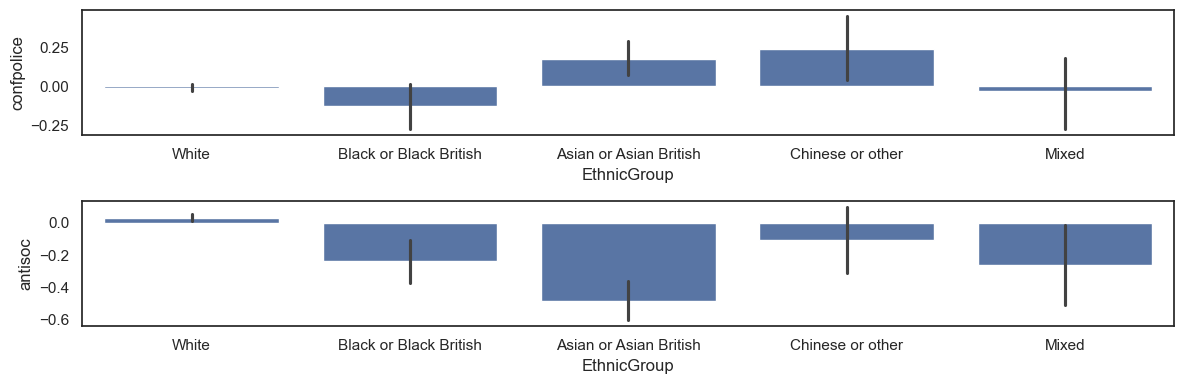 confpolice
0.25
0.00
−0.25
White Black or Black British Asian or Asian British Chinese or other Mixed
EthnicGroup
antisoc
0.0
−0.2
−0.4
−0.6
White Black or Black British Asian or Asian British Chinese or other Mixed
EthnicGroup